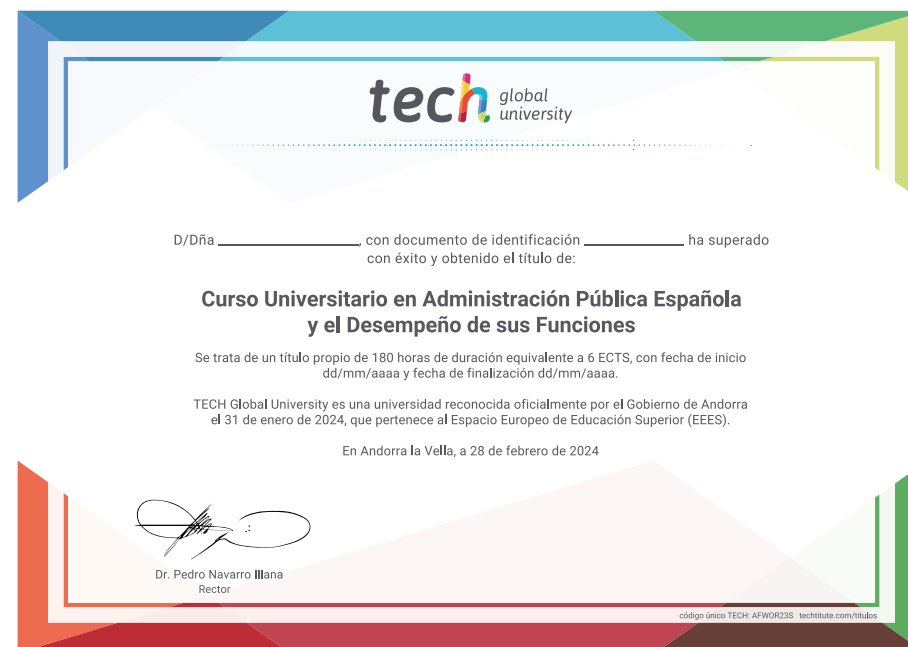 tech global university
D/Dña ____________, con documento de identificación ____________ ha superado
con éxito y obtenido el título de:
Curso Universitario en Administración Pública Española
y el Desempeño de sus Funciones
Se trata de un título propio de 180 horas de duración equivalente a 6 ECTS, con fecha de inicio
dd/mm/aaaa y fecha de finalización dd/mm/aaaa.
TECH Global University es una universidad reconocida oficialmente por el Gobierno de Andorra
el 31 de enero de 2024, que pertenece al Espacio Europeo de Educación Superior (EEES).
En Andorra la Vella, a 28 de febrero de 2024
Dr. Pedro Navarro Illana
Rector
código único TECH: AFWOR23S techtitute.com/titulos